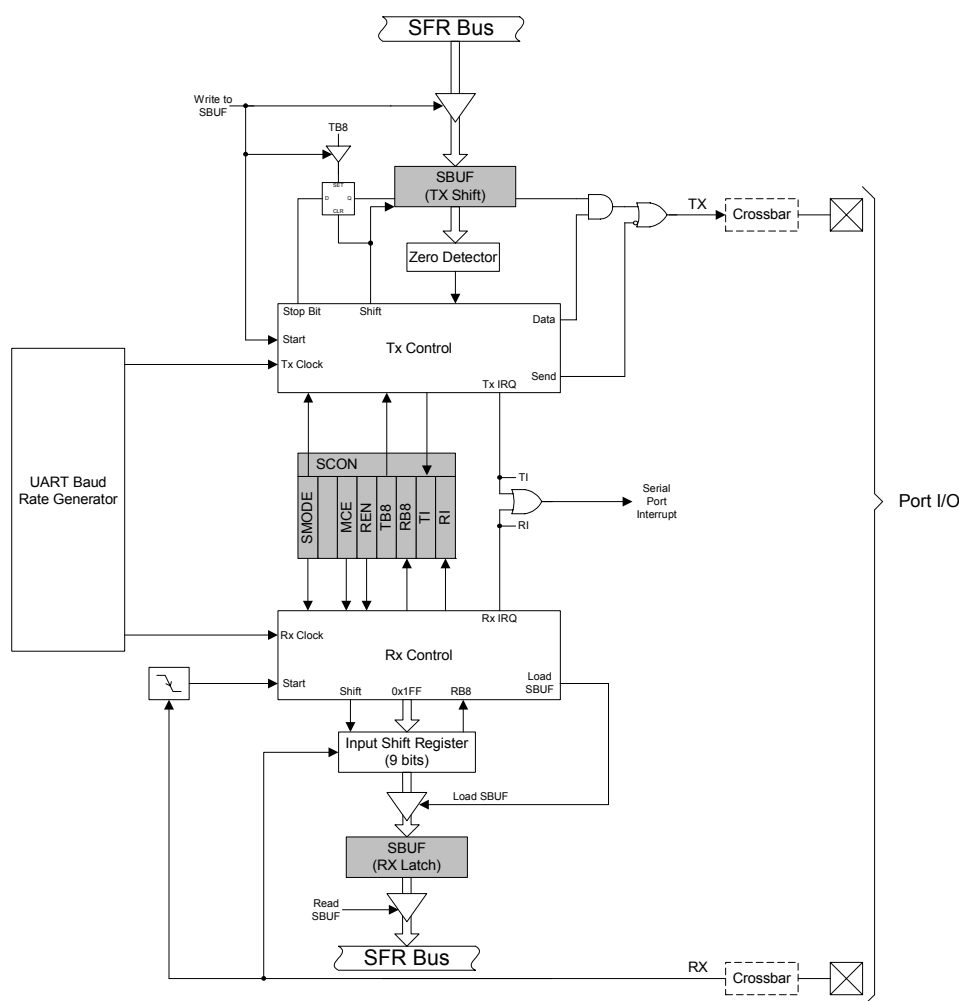 SFR Bus
Write to
SBUF
TB8
SET
D
Q
CLR
SBUF
(TX Shift)
TX
Crossbar
Zero Detector
Stop Bit
Shift
Data
Start
Tx Control
Tx Clock
Send
Tx IRQ
UART Baud
Rate Generator
SCON
SMODE
MCE
REN
TB8
RB8
TI
RI
TI
Serial
Port
Interrupt
RI
Port I/O
Rx IRQ
Rx Clock
Rx Control
Start
Load
SBUF
Shift
0x1FF
RB8
Input Shift Register
(9 bits)
Load SBUF
SBUF
(RX Latch)
Read
SBUF
SFR Bus
RX
Crossbar